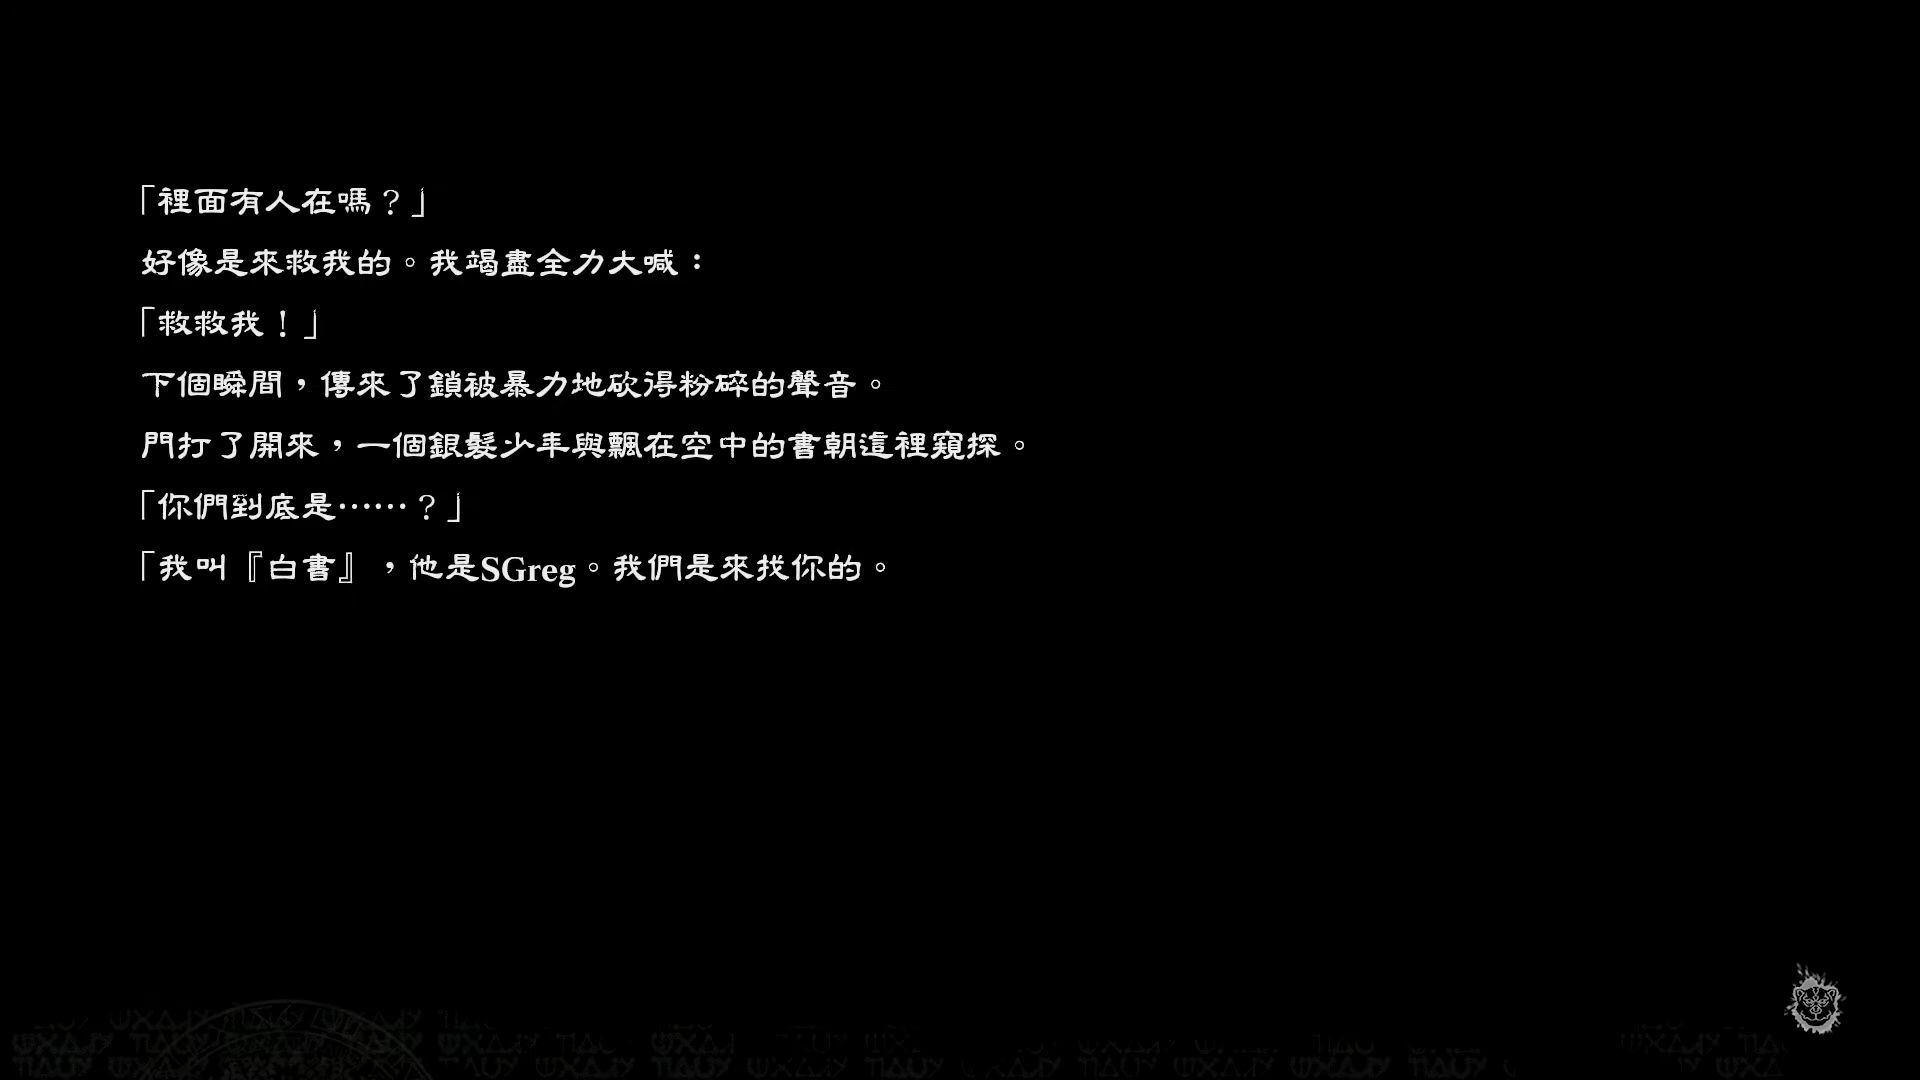 「裡面有人在嗎？」
好像是來救我的。我竭盡全力大喊：
「救救我！」
下個瞬間，傳來了鎖被暴力地砍得粉碎的聲音。
門打了開來，一個銀髮少年與飄在空中的書朝這裡窺探。
「你們到底是……？」
「我叫『白書』，他是SGreg。我們是來找你的。